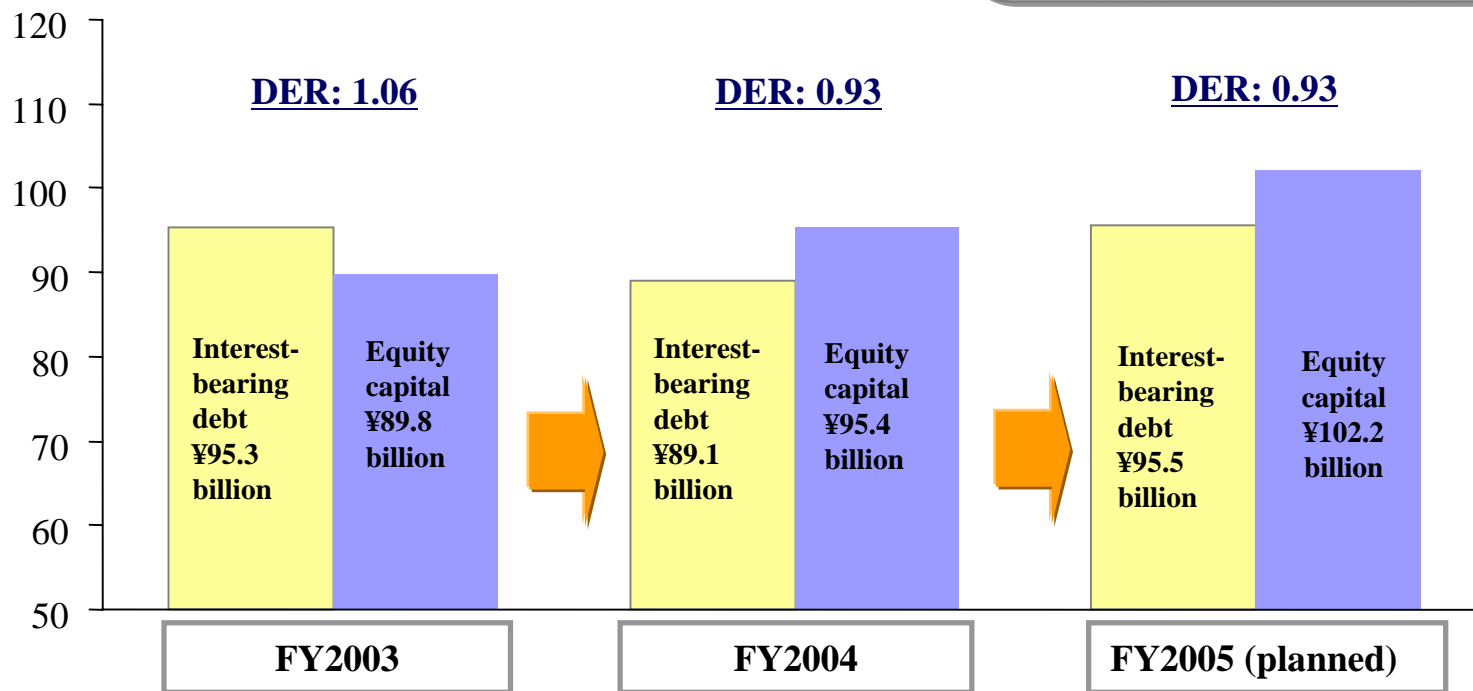 120
110
100
90
80
70
60
50
DER: 1.06
DER: 0.93
DER: 0.93
Interest-
bearing
debt
¥95.3
billion
Equity
capital
¥89.8
billion
Interest-
bearing
debt
¥89.1
billion
Equity
capital
¥95.4
billion
Interest-
bearing
debt
¥95.5
billion
Equity
capital
¥102.2
billion
FY2003
FY2004
FY2005 (planned)